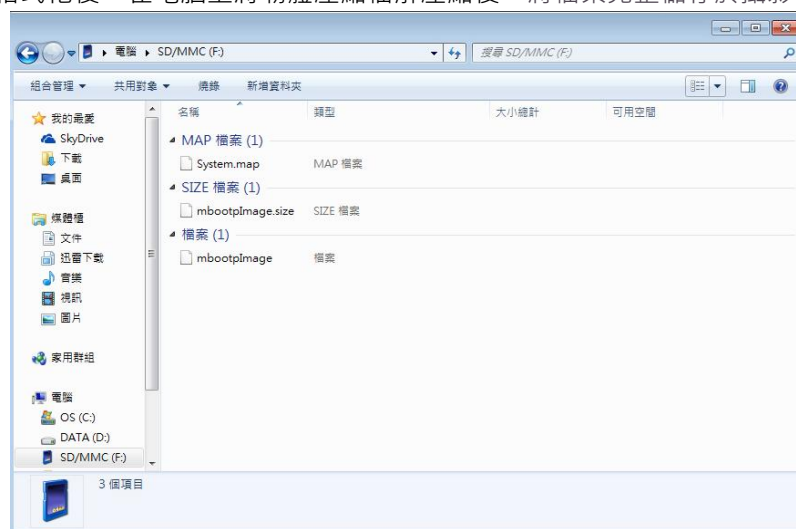 電腦
SD/MMC (F:)
搜尋 SD/MMC (F:)
組合管理
共用對象
燒錄
新增資料夾
我的最愛
SkyDrive
下載
桌面
媒體櫃
文件
迅雷下載
音樂
視訊
圖片
家用群組
電腦
OS (C:)
DATA (D:)
SD/MMC (F:)
名稱
類型
大小總計
可用空間
MAP 檔案 (1)
System.map
MAP 檔案
SIZE 檔案 (1)
mbootpImage.size
SIZE 檔案
檔案 (1)
mbootpImage
檔案
3 個項目